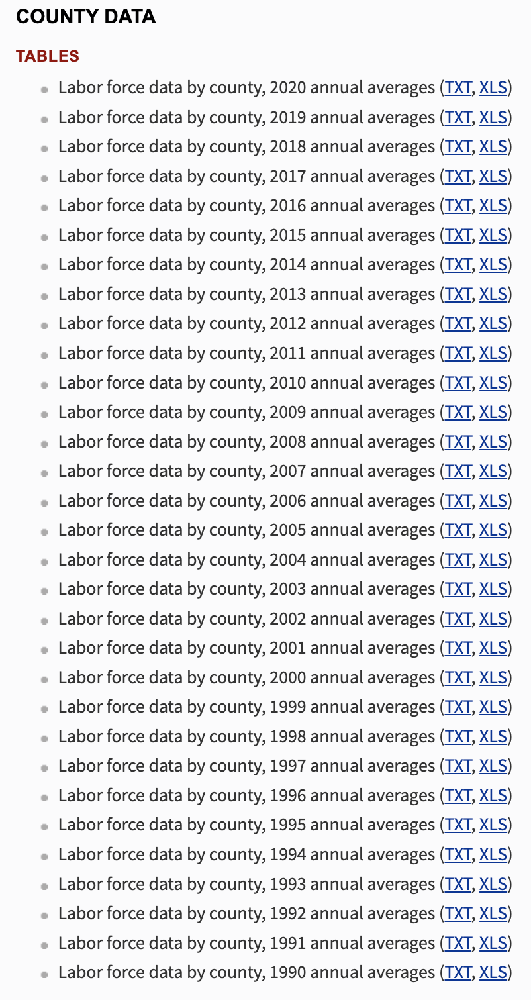 COUNTY DATA
TABLES
Labor force data by county, 2020 annual averages (TXT, XLS)
Labor force data by county, 2019 annual averages (TXT, XLS)
Labor force data by county, 2018 annual averages (TXT, XLS)
Labor force data by county, 2017 annual averages (TXT, XLS)
Labor force data by county, 2016 annual averages (TXT, XLS)
Labor force data by county, 2015 annual averages (TXT, XLS)
Labor force data by county, 2014 annual averages (TXT, XLS)
Labor force data by county, 2013 annual averages (TXT, XLS)
Labor force data by county, 2012 annual averages (TXT, XLS)
Labor force data by county, 2011 annual averages (TXT, XLS)
Labor force data by county, 2010 annual averages (TXT, XLS)
Labor force data by county, 2009 annual averages (TXT, XLS)
Labor force data by county, 2008 annual averages (TXT, XLS)
Labor force data by county, 2007 annual averages (TXT, XLS)
Labor force data by county, 2006 annual averages (TXT, XLS)
Labor force data by county, 2005 annual averages (TXT, XLS)
Labor force data by county, 2004 annual averages (TXT, XLS)
Labor force data by county, 2003 annual averages (TXT, XLS)
Labor force data by county, 2002 annual averages (TXT, XLS)
Labor force data by county, 2001 annual averages (TXT, XLS)
Labor force data by county, 2000 annual averages (TXT, XLS)
Labor force data by county, 1999 annual averages (TXT, XLS)
Labor force data by county, 1998 annual averages (TXT, XLS)
Labor force data by county, 1997 annual averages (TXT, XLS)
Labor force data by county, 1996 annual averages (TXT, XLS)
Labor force data by county, 1995 annual averages (TXT, XLS)
Labor force data by county, 1994 annual averages (TXT, XLS)
Labor force data by county, 1993 annual averages (TXT, XLS)
Labor force data by county, 1992 annual averages (TXT, XLS)
Labor force data by county, 1991 annual averages (TXT, XLS)
Labor force data by county, 1990 annual averages (TXT, XLS)